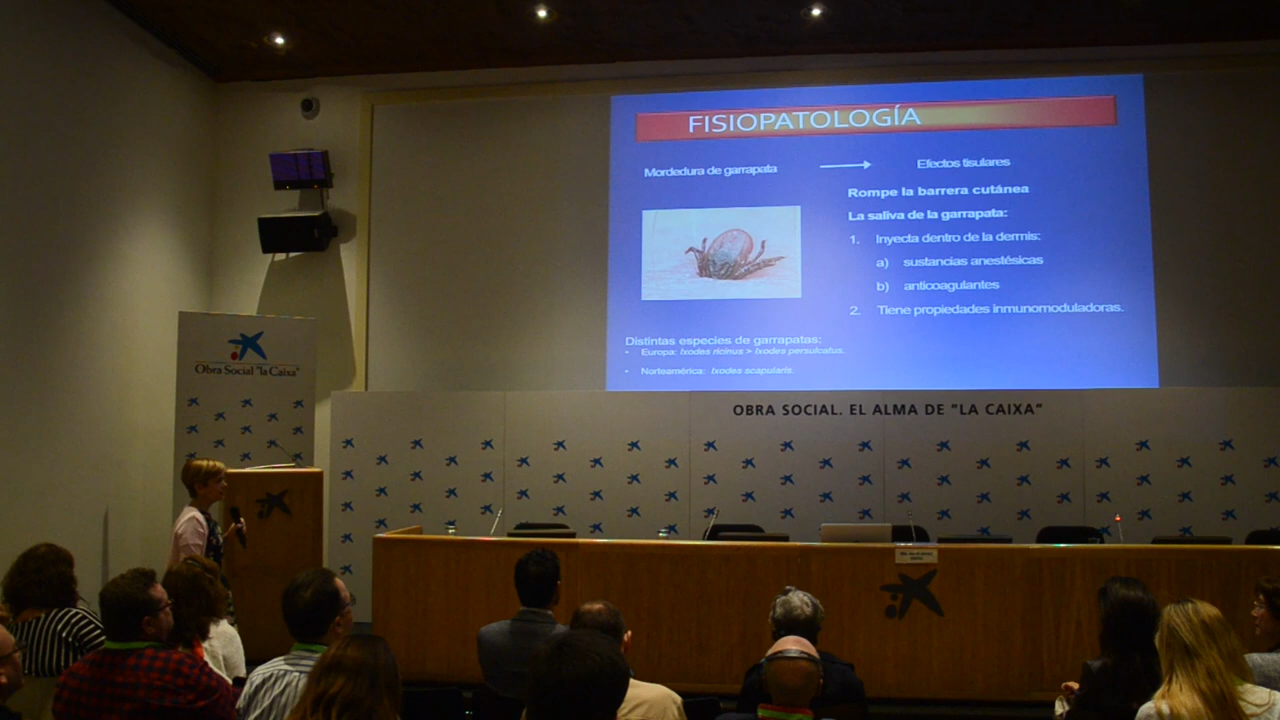 FISIOPATOLOGÍA
Mordedura de garrapata
Efectos tisulares
Rompe la barrera cutánea
La saliva de la garrapata:
1. Inyecta dentro de la dermis:
a) sustancias anestésicas
b) anticoagulantes
2. Tiene propiedades inmunomoduladoras.
Distintas especies de garrapatas:
• Europa: Ixodes ricinus > Ixodes persulcatus.
• Norteamérica: Ixodes scapularis.
Obra Social "la Caixa"
OBRA SOCIAL. EL ALMA DE "LA CAIXA"